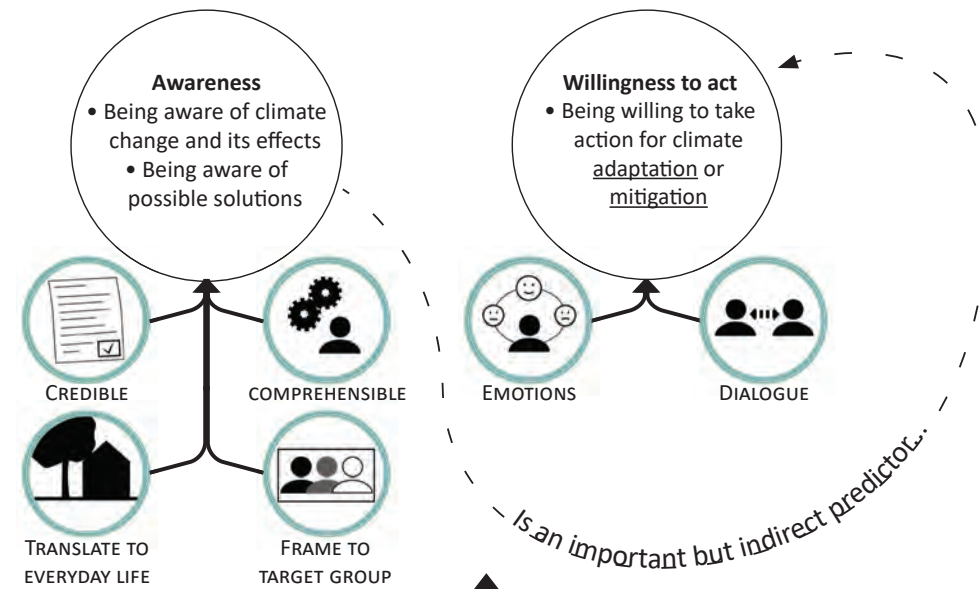 Awareness
• Being aware of climate
change and its effects
• Being aware of
possible solutions
Willingness to act
• Being willing to take
action for climate
adaptation or
mitigation
CREDIBLE
COMPREHENSIBLE
EMOTIONS
DIALOGUE
TRANSLATE TO
EVERYDAY LIFE
FRAME TO
TARGET GROUP
Is an important but indirect predictor..